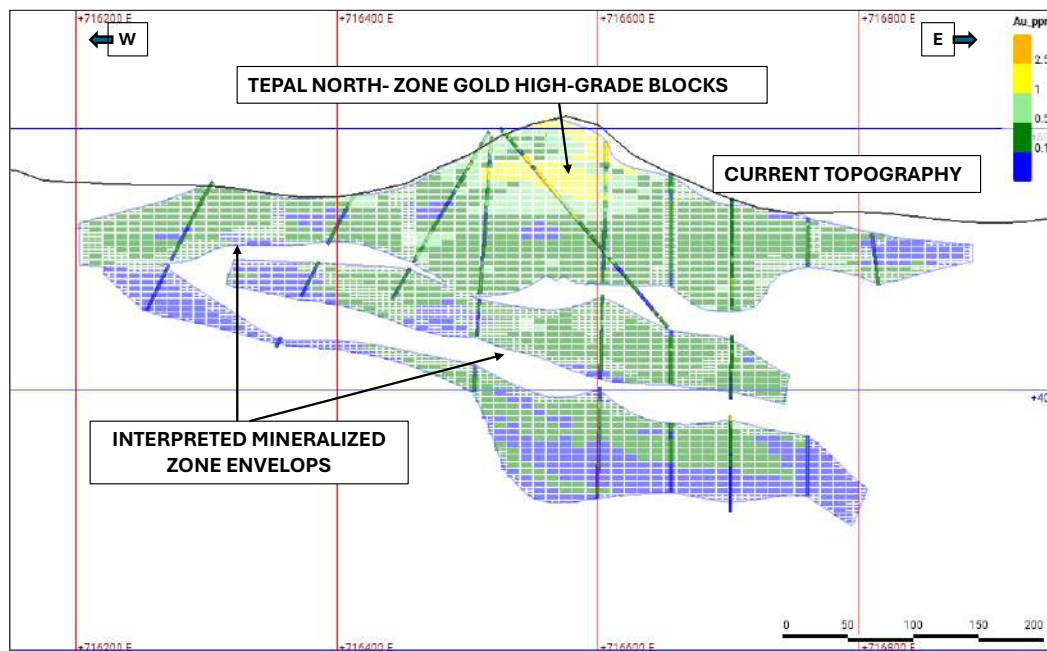 +716200 E
+716400 E
+716600 E
+716800 E
Au_ppm
W
E
2.5
TEPAL NORTH- ZONE GOLD HIGH-GRADE BLOCKS
1
0.5
0.1
CURRENT TOPOGRAPHY
INTERPRETED MINERALIZED
ZONE ENVELOPS
0
50
100
150
200
+716200 E
+716400 E
+716600 E
+716800 E